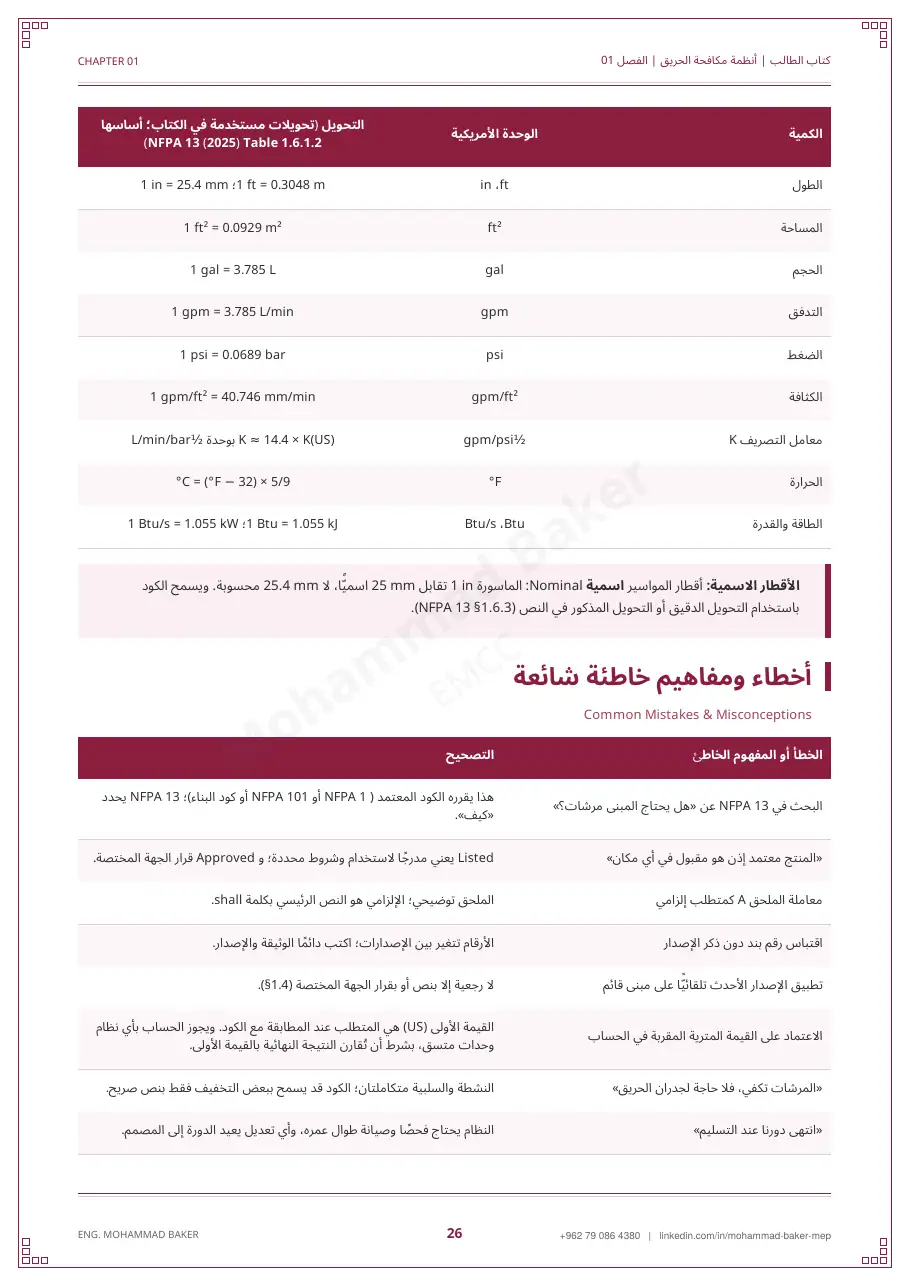 كتاب الطالب | أنظمة مكافحة الحريق | الفصل 01
CHAPTER 01
الكمية	الوحدة الأمريكية	التحويل (تحويلات مستخدمة في الكتاب؛ أساسها NFPA 13 (2025) Table 1.6.1.2)
الطول	in ،ft	1 in = 25.4 mm ؛1 ft = 0.3048 m
المساحة	ft²	1 ft² = 0.0929 m²
الحجم	gal	1 gal = 3.785 L
التدفق	gpm	1 gpm = 3.785 L/min
الضغط	psi	1 psi = 0.0689 bar
الكثافة	gpm/ft²	1 gpm/ft² = 40.746 mm/min
معامل التصريف K	gpm/psi½	K ≈ 14.4 × K(US) بوحدة L/min/bar½
الحرارة	°F	°C = (°F − 32) × 5/9
الطاقة والقدرة	Btu/s ،Btu	1 Btu/s = 1.055 kW ؛1 Btu = 1.055 kJ
الأقطار الاسمية: أقطار المواسير اسمية Nominal: الماسورة 1 in تقابل 25 mm اسميًّا، لا 25.4 mm محسوبة. ويسمح الكود
باستخدام التحويل الدقيق أو التحويل المذكور في النص (NFPA 13 §1.6.3).
أخطاء ومفاهيم خاطئة شائعة
Common Mistakes & Misconceptions
الخطأ أو المفهوم الخاطئ	التصحيح
البحث في NFPA 13 عن «هل يحتاج المبنى مرشات؟»	هذا يقرره الكود المعتمد ( NFPA 1 أو NFPA 101 أو كود البناء)؛ NFPA 13 يحدد «كيف».
«المنتج معتمد إذن هو مقبول في أي مكان»	Listed يعني مدرجًا لاستخدام وشروط محددة؛ و Approved قرار الجهة المختصة.
معاملة الملحق A كمتطلب إلزامي	الملحق توضيحي؛ الإلزامي هو النص الرئيسي بكلمة shall.
اقتباس رقم بند دون ذكر الإصدار	الأرقام تتغير بين الإصدارات؛ اكتب دائمًا الوثيقة والإصدار.
تطبيق الإصدار الأحدث تلقائيًّا على مبنى قائم	لا رجعية إلا بنص أو بقرار الجهة المختصة (§1.4).
الاعتماد على القيمة المترية المقربة في الحساب	القيمة الأولى (US) هي المتطلب عند المطابقة مع الكود. ويجوز الحساب بأي نظام وحدات متسق، بشرط أن تُقارن النتيجة النهائية بالقيمة الأولى.
«المرشات تكفي، فلا حاجة لجدران الحريق»	النشطة والسلبية متكاملتان؛ الكود قد يسمح ببعض التخفيف فقط بنص صريح.
«انتهى دورنا عند التسليم»	النظام يحتاج فحصًا وصيانة طوال عمره، وأي تعديل يعيد الدورة إلى المصمم.
Mohammad Baker
EMCC
ENG. MOHAMMAD BAKER
26
+962 79 086 4380 | linkedin.com/in/mohammad-baker-mep